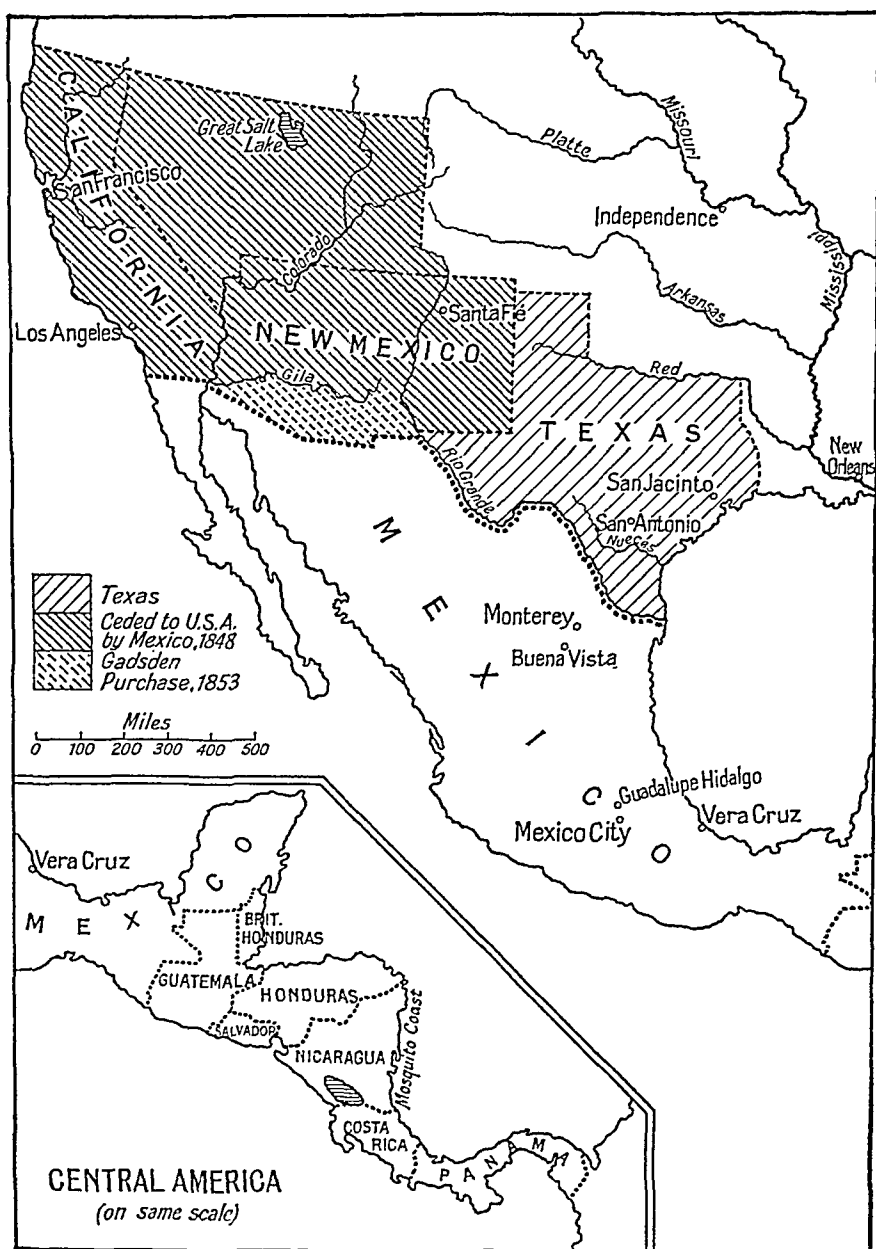 CALIFORNIA
Great Salt
Lake
San Francisco
Los Angeles
Colorado
NEW MEXICO
Santa Fé
Gila
Platte
Missouri
Independence
Mississippi
Arkansas
Red
TEXAS
New
Orleans
San Jacinto
San Antonio
Nueces
Rio Grande
MEXICO
Monterey
Buena Vista
Guadalupe Hidalgo
Mexico City
Vera Cruz
Texas
Ceded to U.S.A.
by Mexico, 1848
Gadsden
Purchase, 1853
Miles
0 100 200 300 400 500
Vera Cruz
MEXICO
BRIT.
HONDURAS
GUATEMALA
HONDURAS
SALVADOR
NICARAGUA
Mosquito Coast
COSTA
RICA
PANAMA
CENTRAL AMERICA
(on same scale)